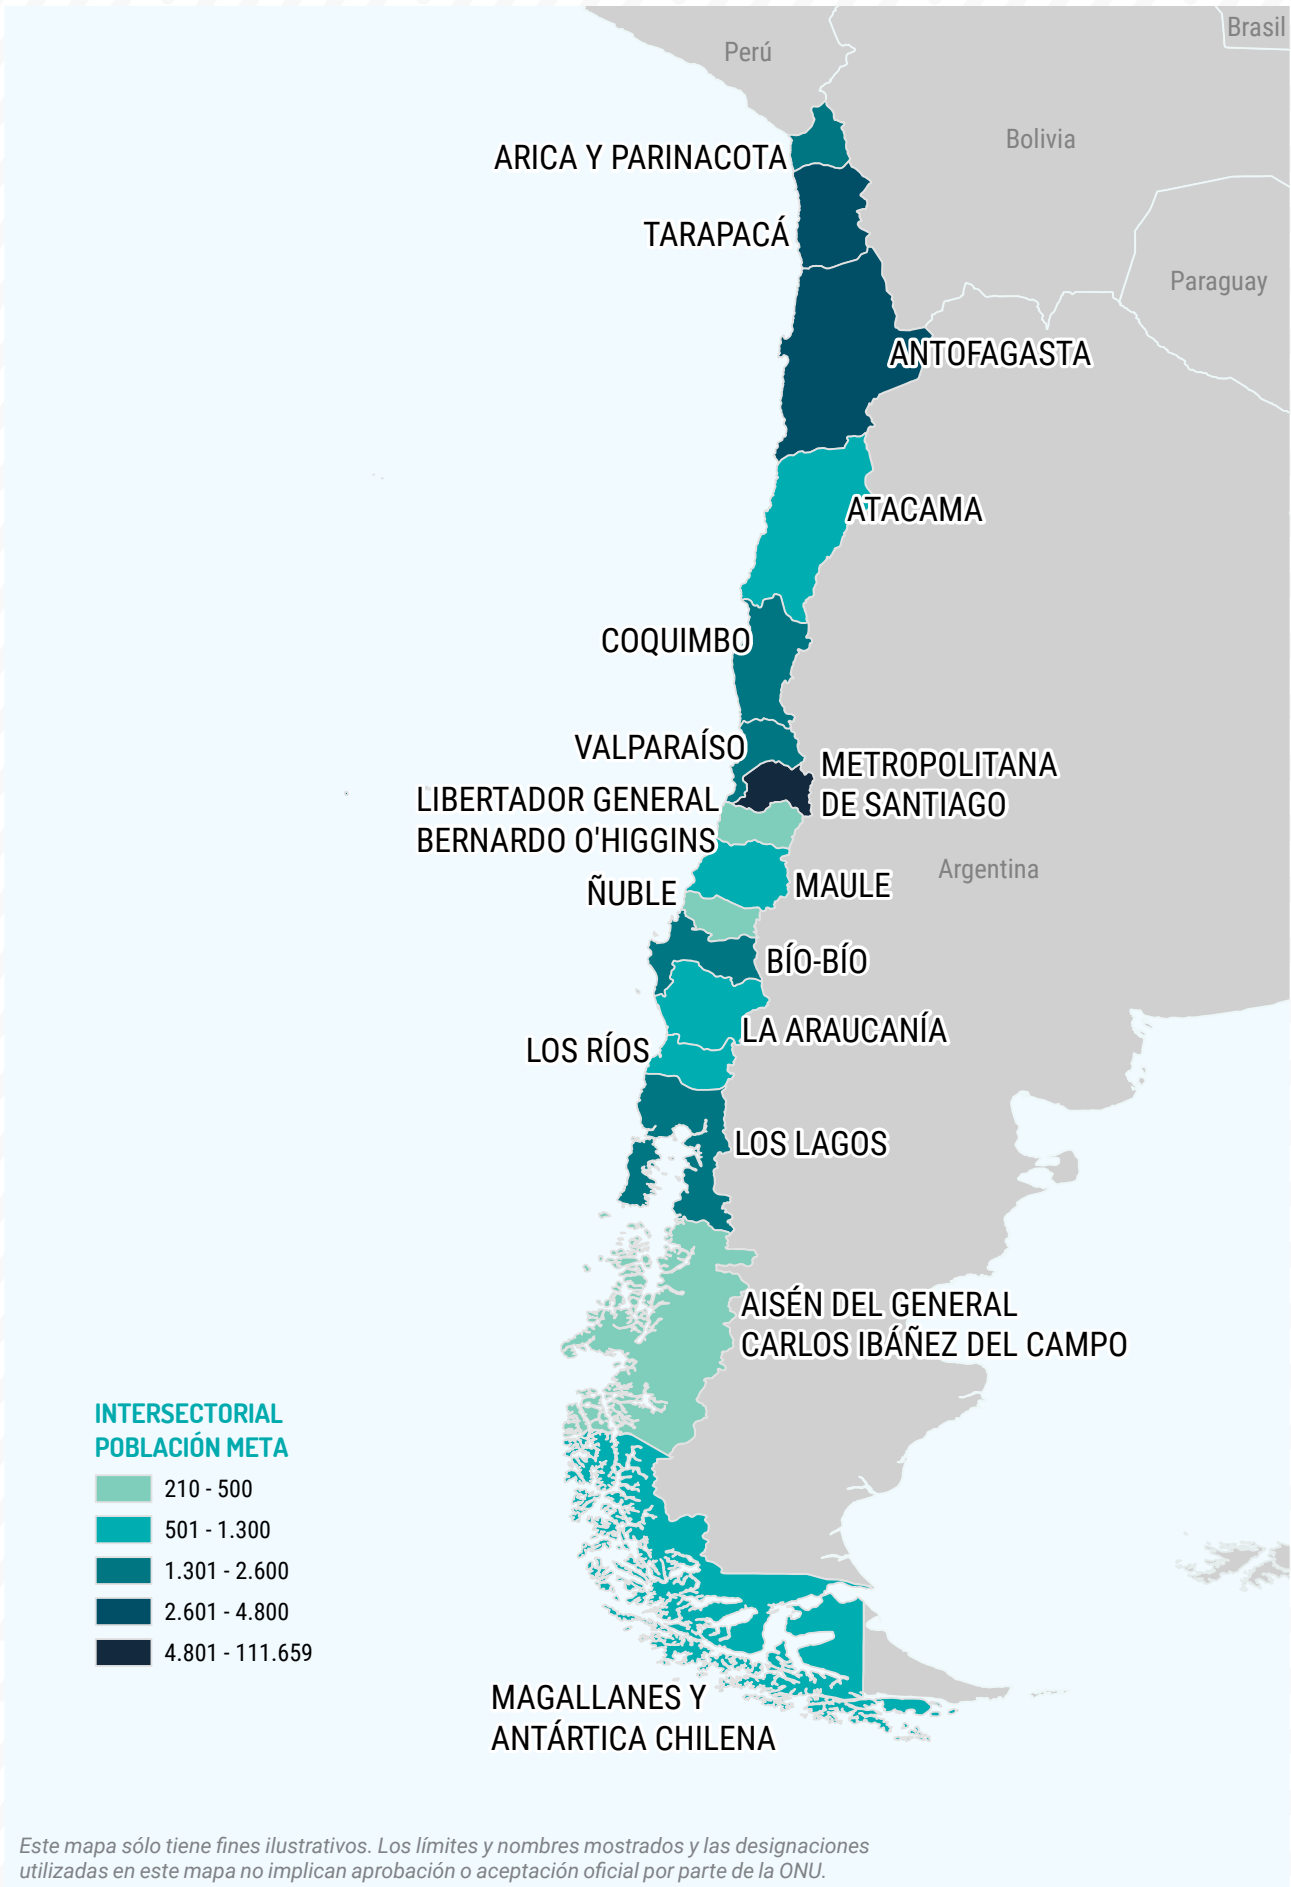 Brasil
Perú
Bolivia
ARICA Y PARINACOTA
TARAPACÁ
Paraguay
ANTOFAGASTA
ATACAMA
COQUIMBO
VALPARAÍSO
METROPOLITANA
DE SANTIAGO
LIBERTADOR GENERAL
BERNARDO O'HIGGINS
Argentina
MAULE
ÑUBLE
BÍO-BÍO
LA ARAUCANÍA
LOS RÍOS
LOS LAGOS
AISÉN DEL GENERAL
CARLOS IBÁÑEZ DEL CAMPO
INTERSECTORIAL
POBLACIÓN META
210 - 500
501 - 1.300
1.301 - 2.600
2.601 - 4.800
4.801 - 111.659
MAGALLANES Y
ANTÁRTICA CHILENA
Este mapa sólo tiene fines ilustrativos. Los límites y nombres mostrados y las designaciones
utilizadas en este mapa no implican aprobación o aceptación oficial por parte de la ONU.